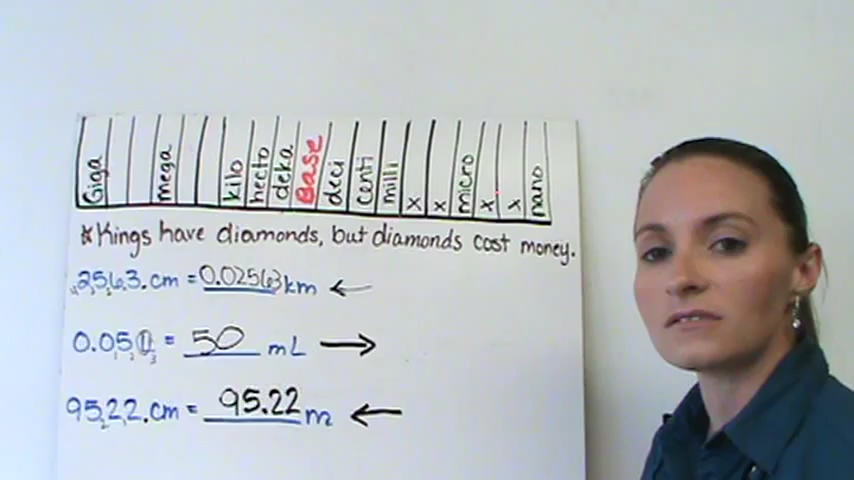 Giga mega kilo hecto deka Base deci centi milli x x micro x x nano
*Kings have diamonds, but diamonds cost money.
2563.cm = 0.02563 km ←
0.050 = 50 mL →
9522.cm = 95.22 m ←